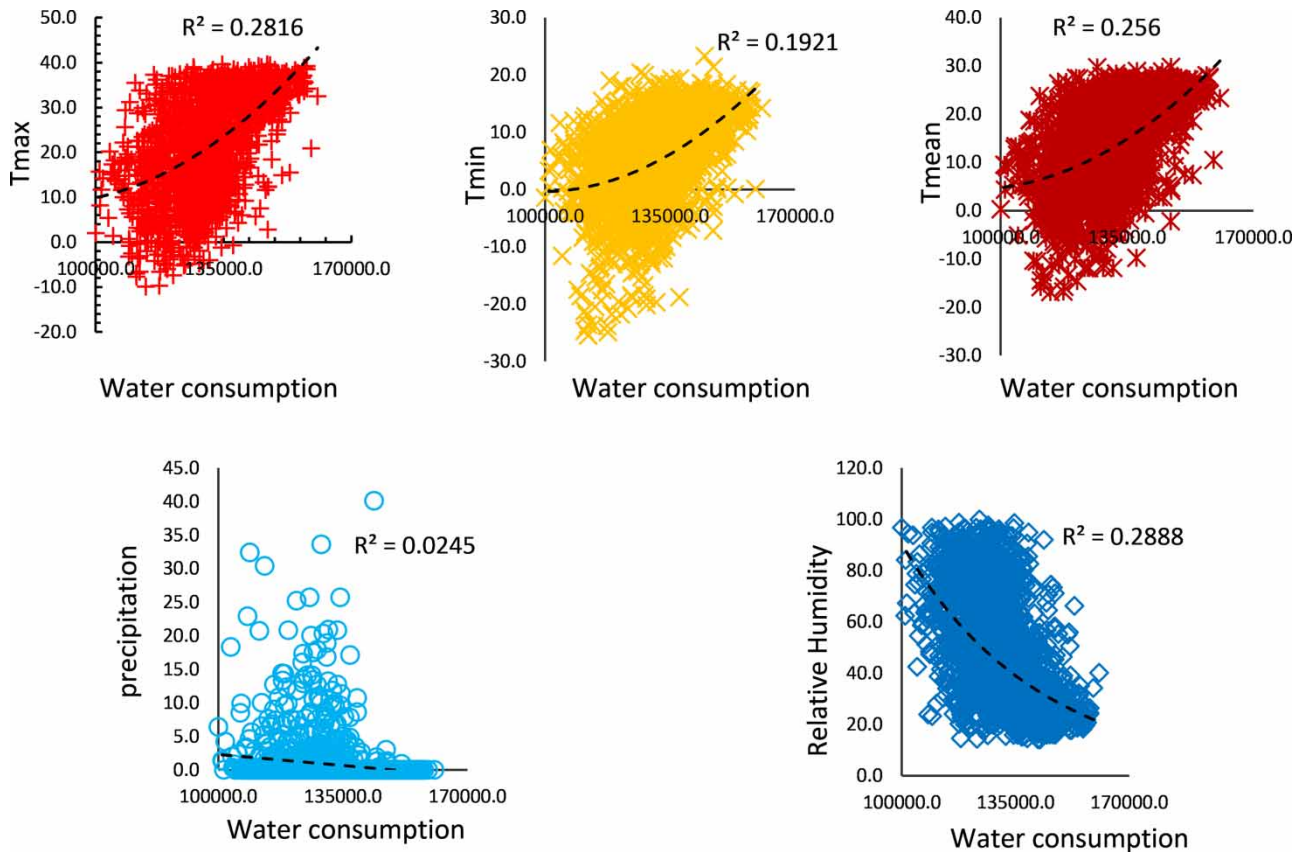 R² = 0.2816
50.0
40.0
30.0
20.0
10.0
0.0
-10.0
-20.0
100000.0 135000.0 170000.0
Tmax
Water consumption
R² = 0.1921
30.0
20.0
10.0
0.0
-10.0
-20.0
-30.0
100000.0 135000.0 170000.0
Tmin
Water consumption
R² = 0.256
40.0
30.0
20.0
10.0
0.0
-10.0
-20.0
-30.0
100000.0 135000.0 170000.0
Tmean
Water consumption
R² = 0.0245
45.0
40.0
35.0
30.0
25.0
20.0
15.0
10.0
5.0
0.0
100000.0 135000.0 170000.0
precipitation
Water consumption
R² = 0.2888
120.0
100.0
80.0
60.0
40.0
20.0
0.0
100000.0 135000.0 170000.0
Relative Humidity
Water consumption